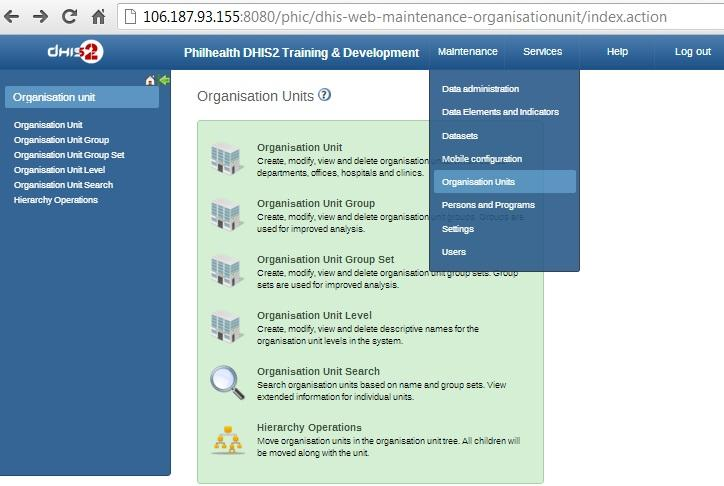 106.187.93.155:8080/phic/dhis-web-maintenance-organisationunit/index.action
dhis2
Philhealth DHIS2 Training & Development
Maintenance
Services
Help
Log out
Organisation unit
Organisation Unit
Organisation Unit Group
Organisation Unit Group Set
Organisation Unit Level
Organisation Unit Search
Hierarchy Operations
Organisation Units ?
Organisation Unit
Create, modify, view and delete organisation
departments, offices, hospitals and clinics.
Organisation Unit Group
Create, modify, view and delete organisation unit groups. Groups are
used for improved analysis.
Organisation Unit Group Set
Create, modify, view and delete organisation unit group sets. Group
sets are used for improved analysis.
Organisation Unit Level
Create, modify, view and delete descriptive names for the
organisation unit levels in the system.
Organisation Unit Search
Search organisation units based on name and group sets. View
extended information for individual units.
Hierarchy Operations
Move organisation units in the organisation unit tree. All children will
be moved along with the unit.
Data administration
Data Elements and Indicators
Datasets
Mobile configuration
Organisation Units
Persons and Programs
Settings
Users